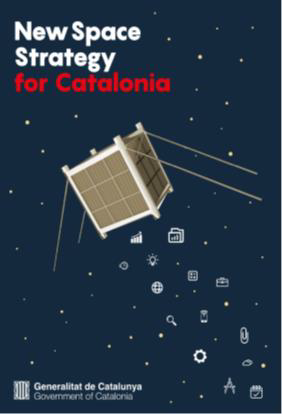 New Space
Strategy
for Catalonia
Generalitat de Catalunya
Government of Catalonia